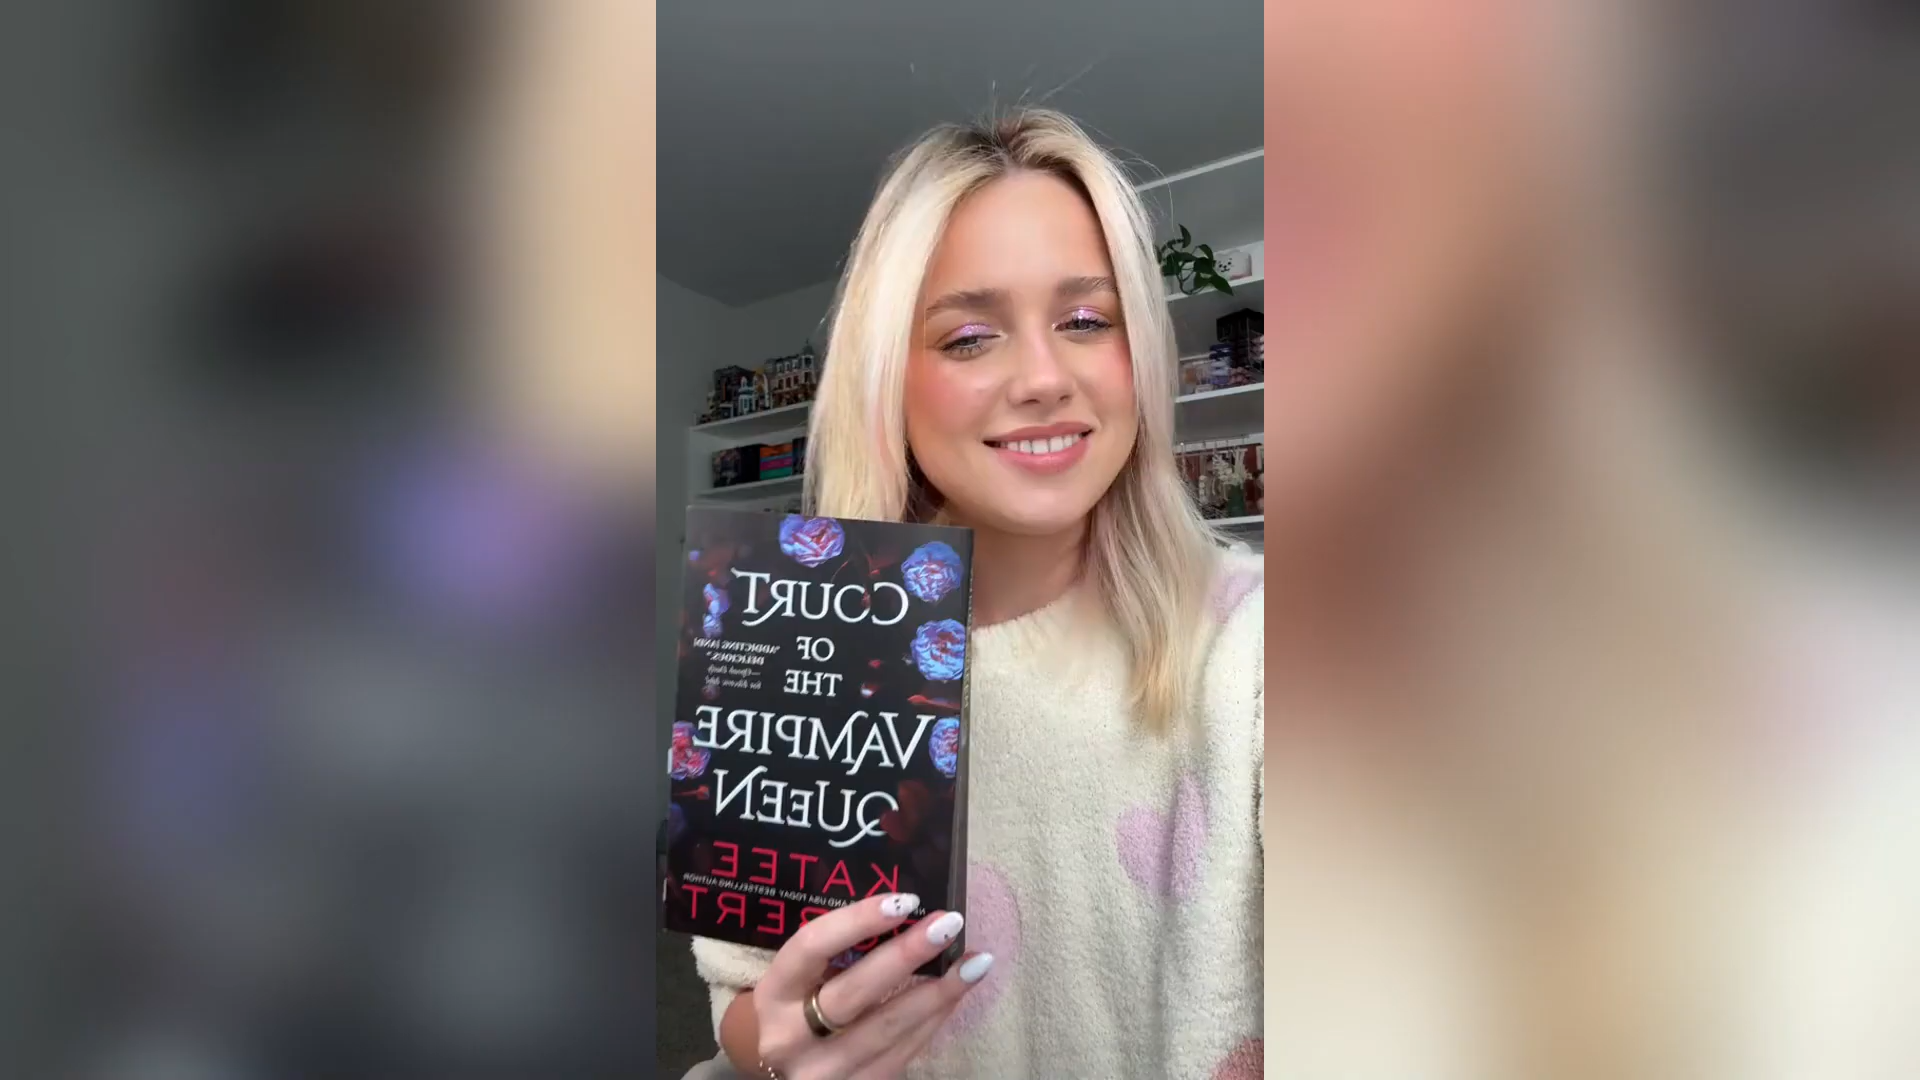 COURT
OF
THE
VAMPIRE
QUEEN
"ADDICTING [AND]
DELICIOUS."
KATEE
AND USA TODAY BESTSELLING AUTHOR